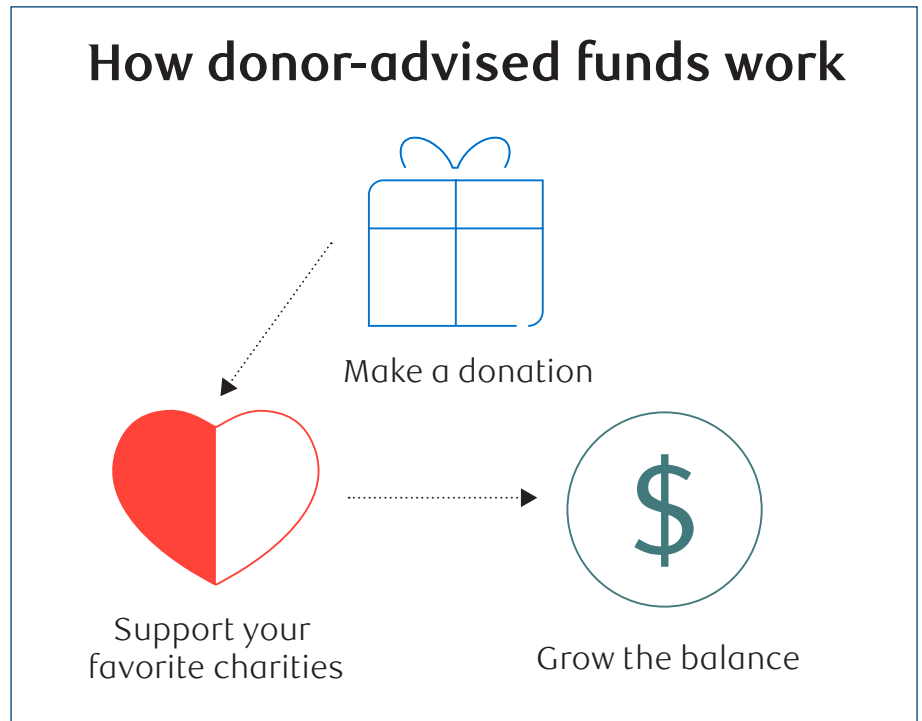 How donor-advised funds work
Make a donation
Support your
favorite charities
$
Grow the balance